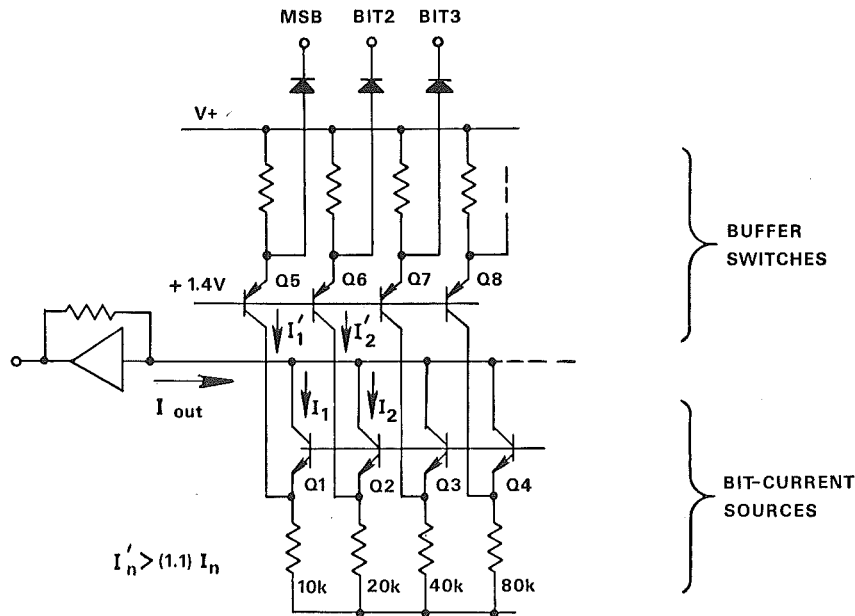 MSB BIT2 BIT3
V+
Q5 Q6 Q7 Q8
+1.4V
I'1 I'2
I out
I1 I2
Q1 Q2 Q3 Q4
I'n > (1.1) In
10k 20k 40k 80k
BUFFER
SWITCHES
BIT-CURRENT
SOURCES